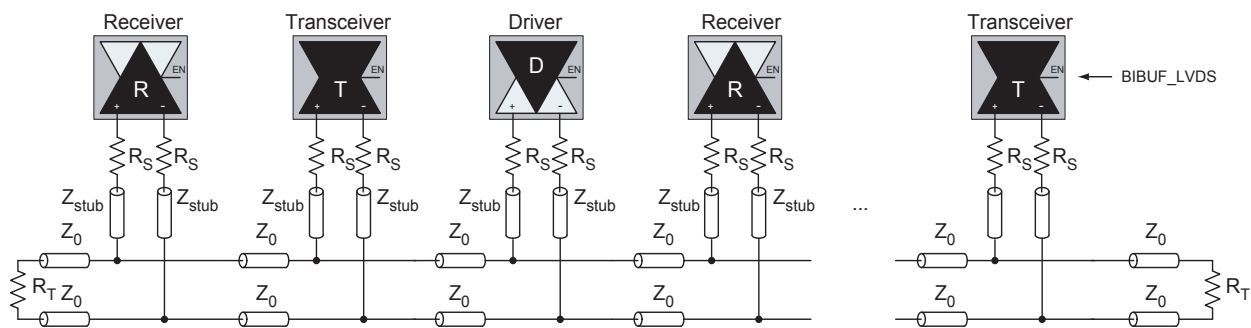 Receiver Transceiver Driver Receiver Transceiver
R EN T EN D EN R EN T EN BIBUF_LVDS
+ - + - + - + - + -
R_S R_S R_S R_S R_S R_S R_S R_S R_S R_S
Z_stub Z_stub Z_stub Z_stub Z_stub Z_stub Z_stub Z_stub ...
Z_0 Z_0 Z_0 Z_0 Z_0 Z_0
R_T R_T
Z_0 Z_0 Z_0 Z_0 Z_0 Z_0